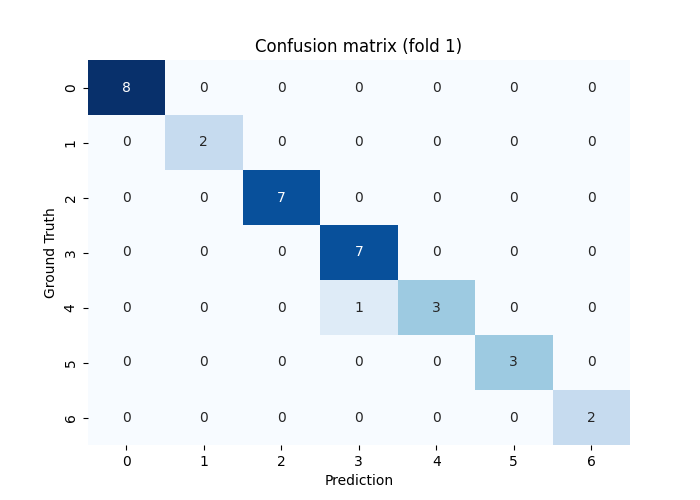 Confusion matrix (fold 1)
Ground Truth
0 8 0 0 0 0 0 0
1 0 2 0 0 0 0 0
2 0 0 7 0 0 0 0
3 0 0 0 7 0 0 0
4 0 0 0 1 3 0 0
5 0 0 0 0 0 3 0
6 0 0 0 0 0 0 2
0 1 2 3 4 5 6
Prediction